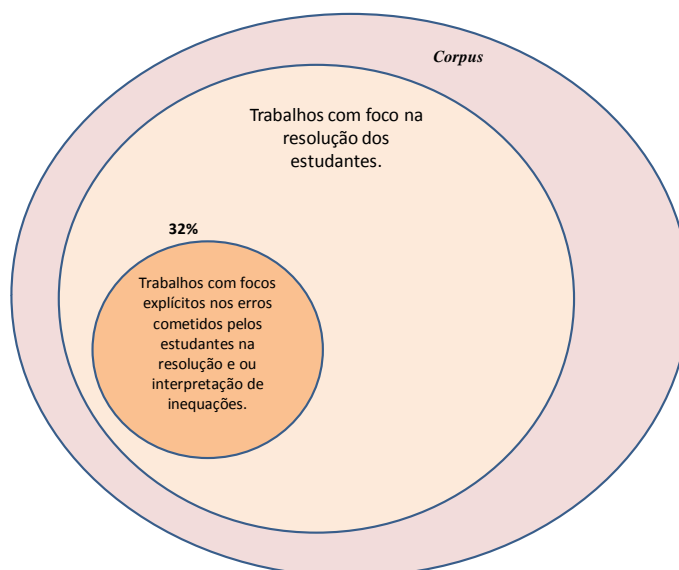 Corpus
Trabalhos com foco na
resolução dos
estudantes.
32%
Trabalhos com focos
explícitos nos erros
cometidos pelos
estudantes na
resolução e ou
interpretação de
inequações.